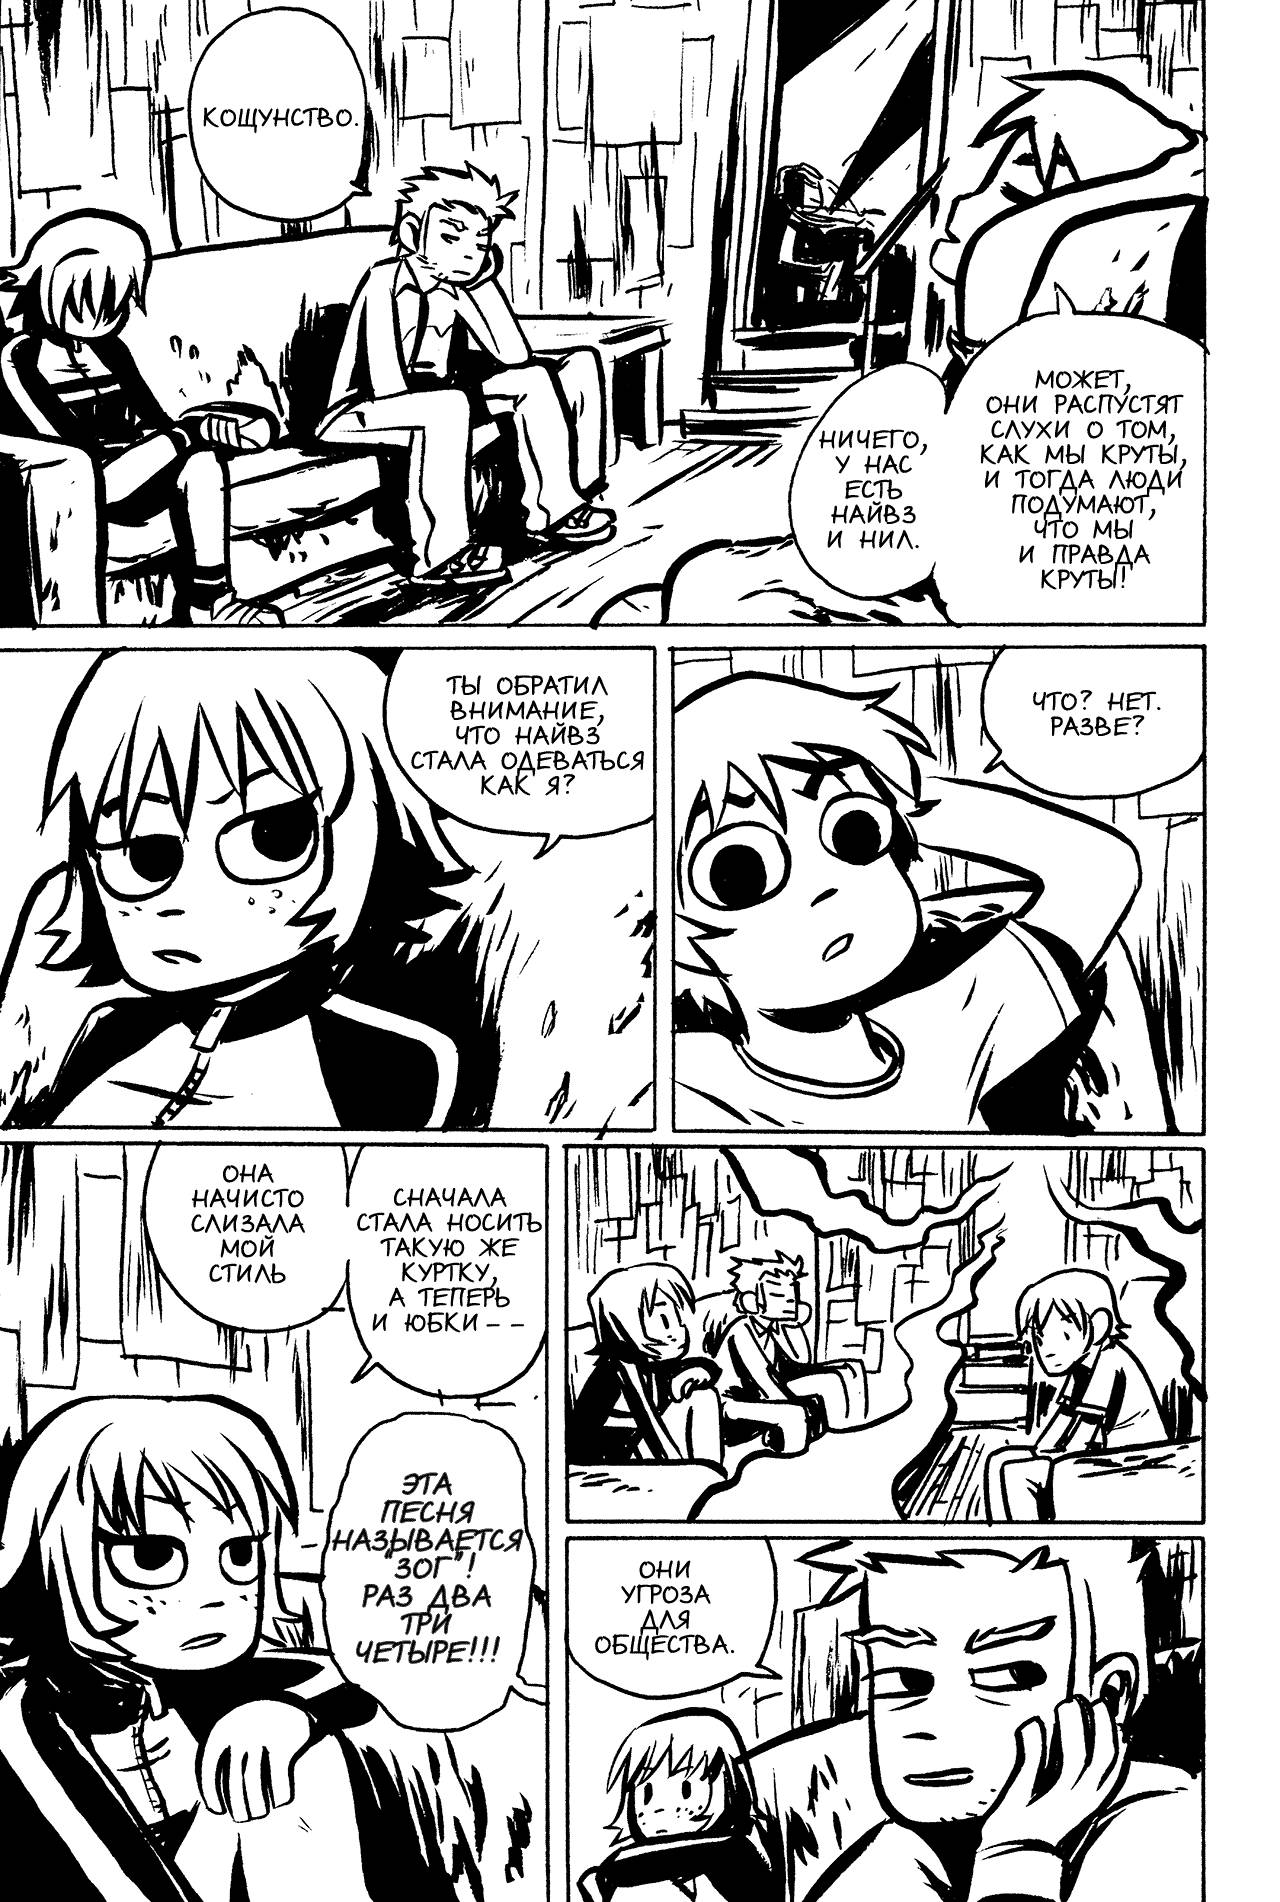 КОЩУНСТВО.
НИЧЕГО,
У НАС
ЕСТЬ
НАЙВЗ
И НИЛ.
МОЖЕТ,
ОНИ РАСПУСТЯТ
СЛУХИ О ТОМ,
КАК МЫ КРУТЫ,
И ТОГДА ЛЮДИ
ПОДУМАЮТ,
ЧТО МЫ
И ПРАВДА
КРУТЫ!
ТЫ ОБРАТИЛ
ВНИМАНИЕ,
ЧТО НАЙВЗ
СТАЛА ОДЕВАТЬСЯ
КАК Я?
ЧТО? НЕТ.
РАЗВЕ?
ОНА
НАЧИСТО
СЛИЗАЛА
МОЙ
СТИЛЬ
СНАЧАЛА
СТАЛА НОСИТЬ
ТАКУЮ ЖЕ
КУРТКУ,
А ТЕПЕРЬ
И ЮБКИ--
ЭТА
ПЕСНЯ
НАЗЫВАЕТСЯ
"ЗОГ"!
РАЗ ДВА
ТРИ
ЧЕТЫРЕ!!!
ОНИ
УГРОЗА
ДЛЯ
ОБЩЕСТВА.